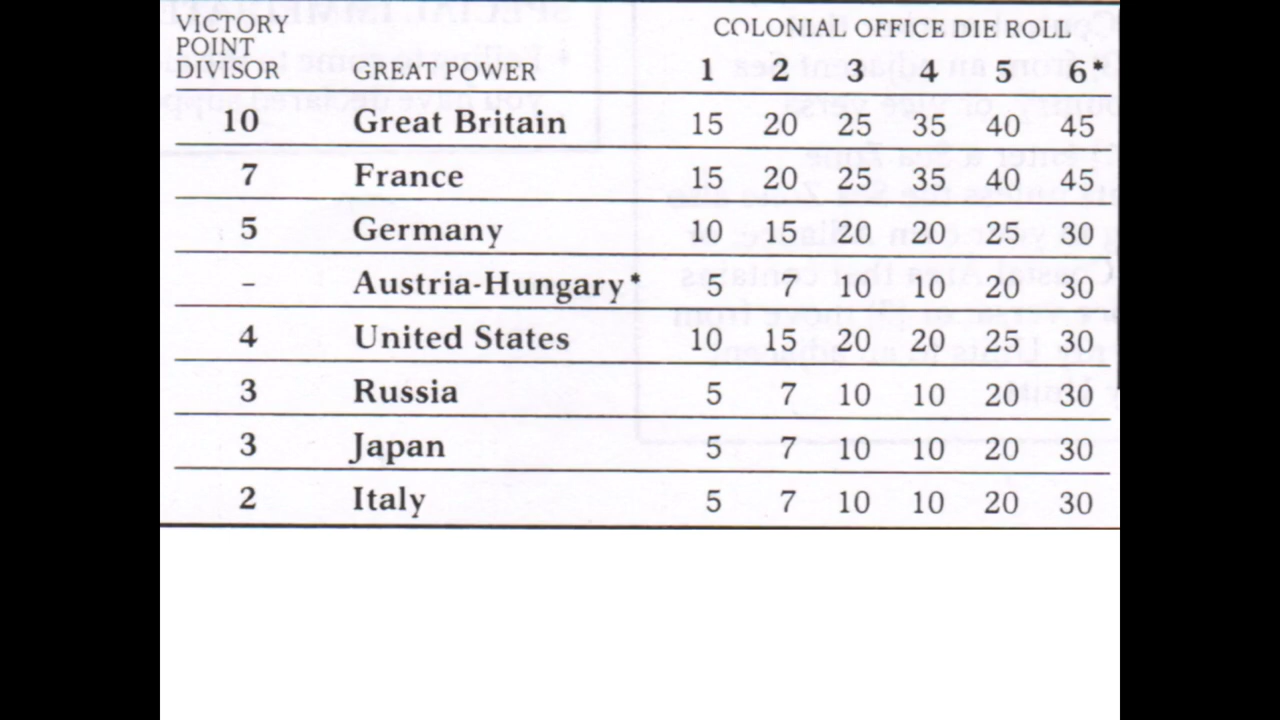 VICTORY
POINT
DIVISOR GREAT POWER COLONIAL OFFICE DIE ROLL
1 2 3 4 5 6*
10 Great Britain 15 20 25 35 40 45
7 France 15 20 25 35 40 45
5 Germany 10 15 20 20 25 30
– Austria-Hungary* 5 7 10 10 20 30
4 United States 10 15 20 20 25 30
3 Russia 5 7 10 10 20 30
3 Japan 5 7 10 10 20 30
2 Italy 5 7 10 10 20 30